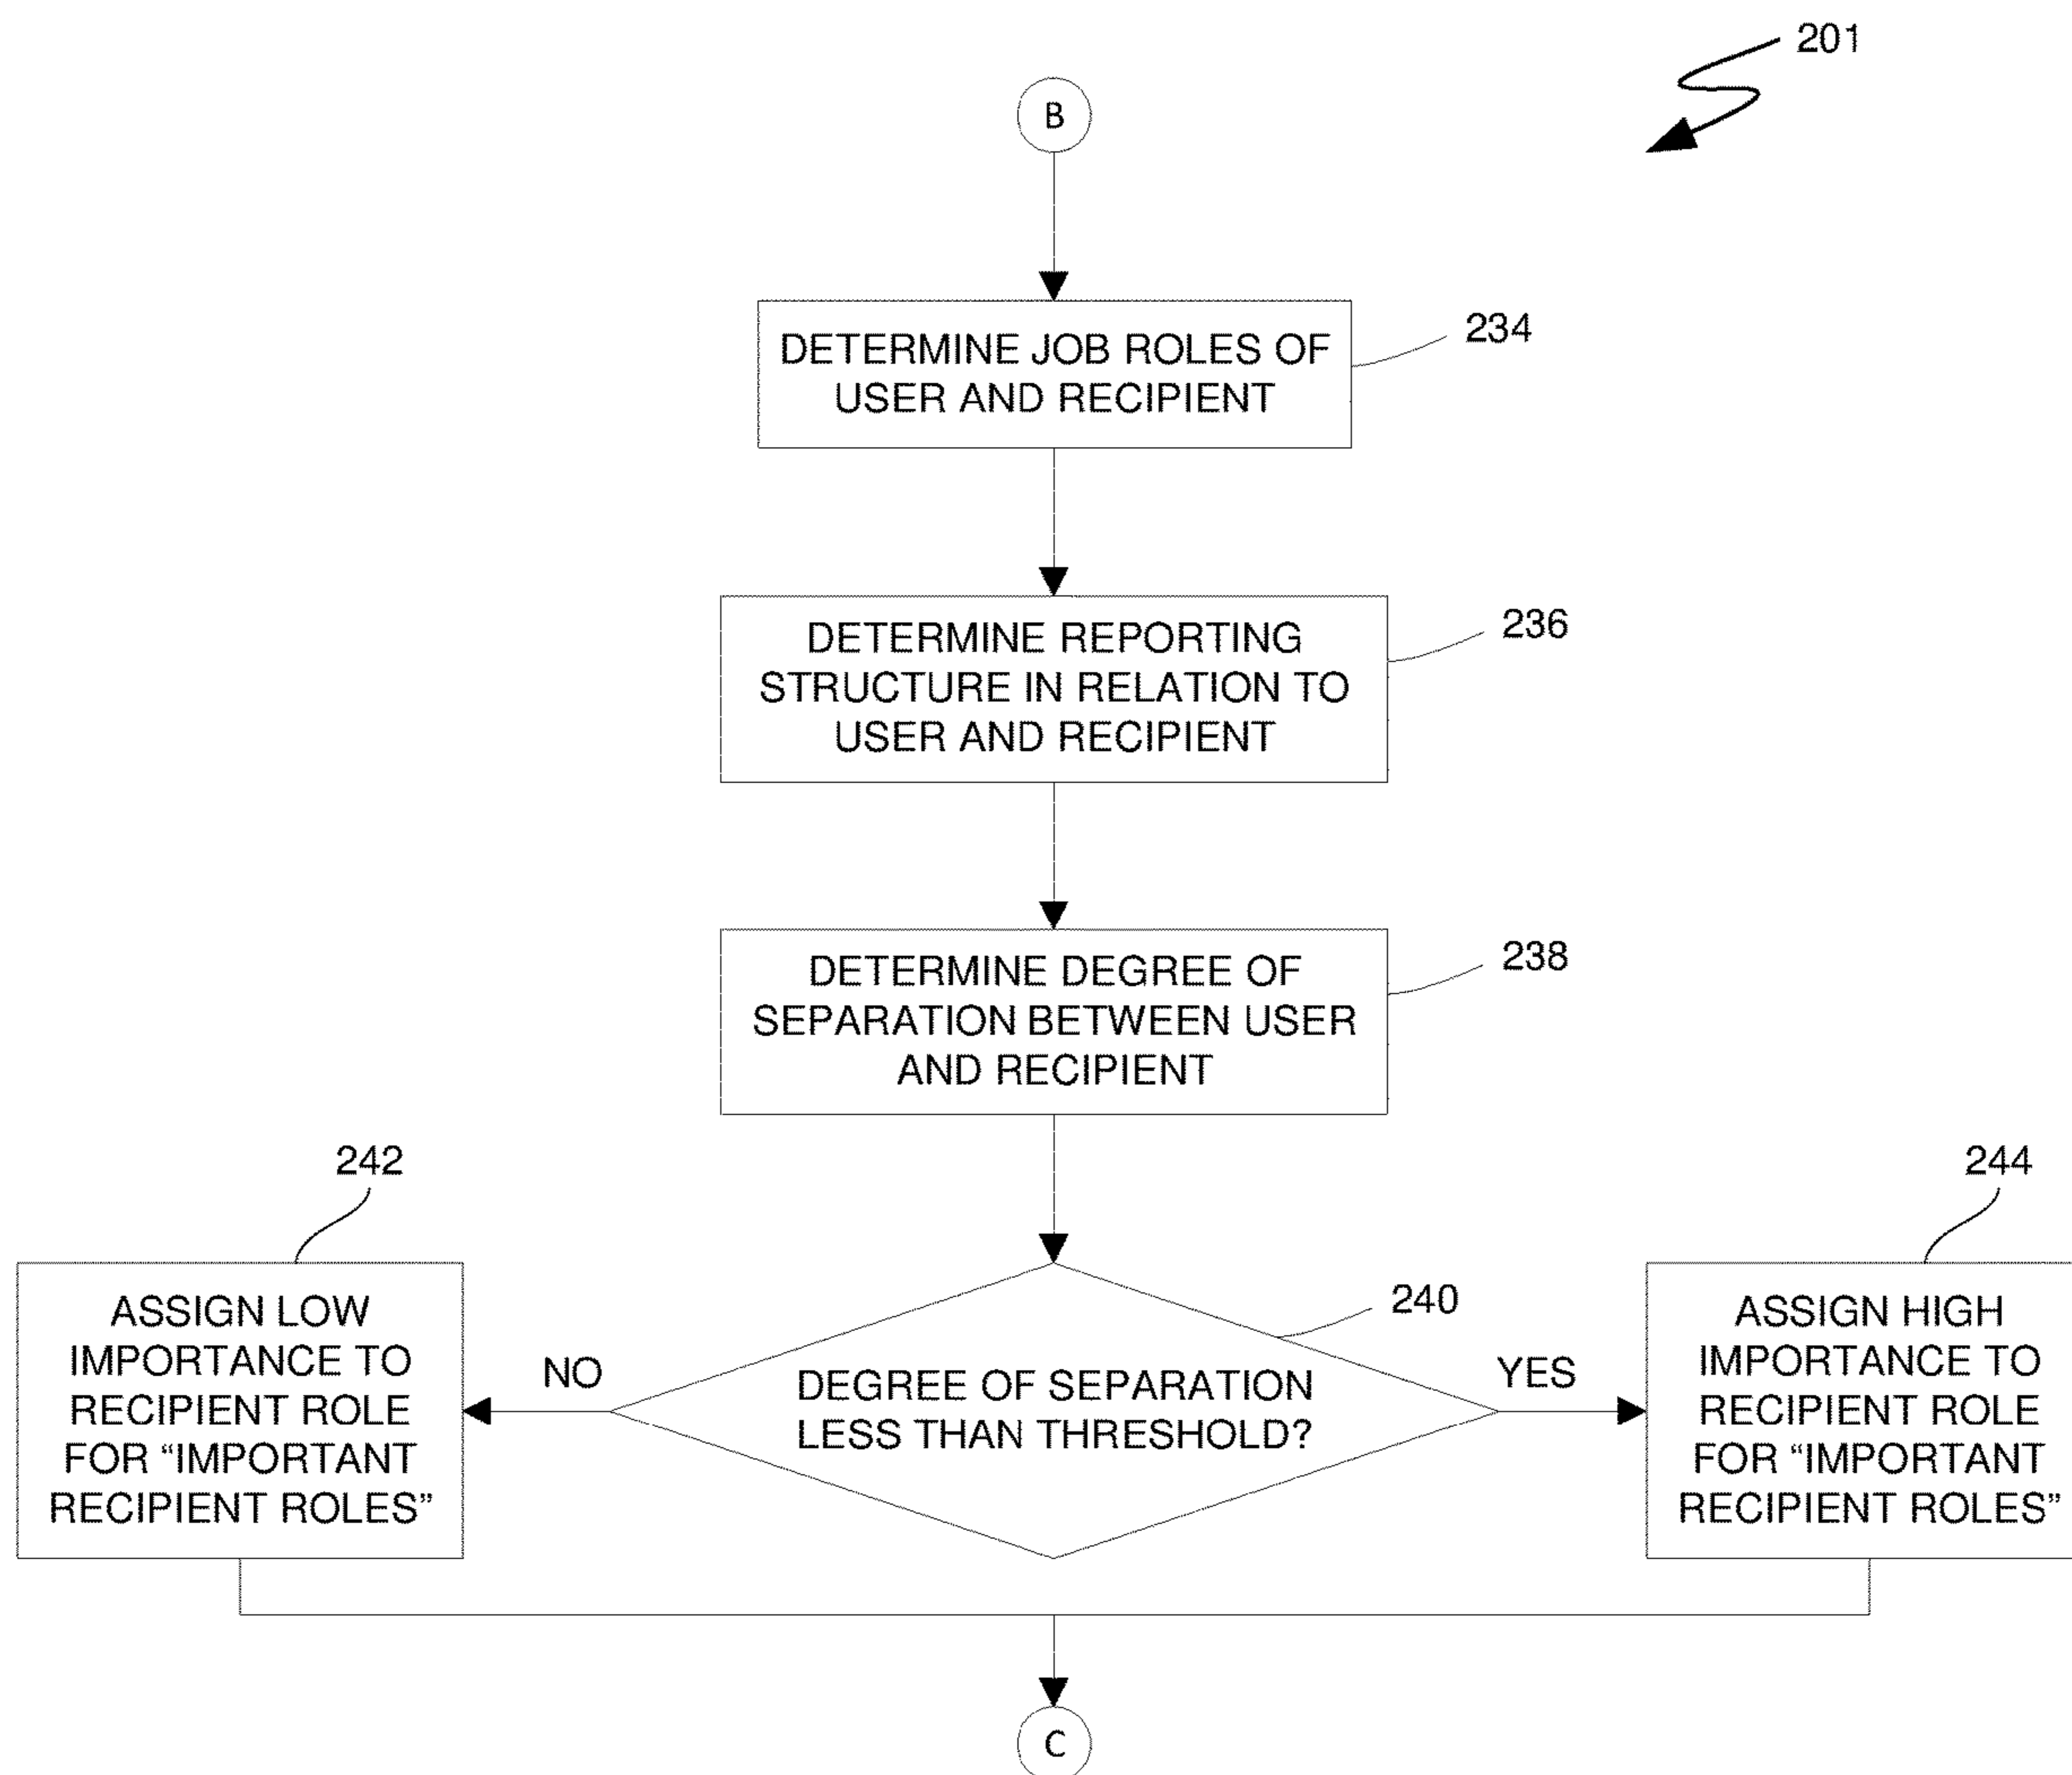 201
B
DETERMINE JOB ROLES OF
USER AND RECIPIENT
234
DETERMINE REPORTING
STRUCTURE IN RELATION TO
USER AND RECIPIENT
236
DETERMINE DEGREE OF
SEPARATION BETWEEN USER
AND RECIPIENT
238
242
ASSIGN LOW
IMPORTANCE TO
RECIPIENT ROLE
FOR “IMPORTANT
RECIPIENT ROLES”
NO
DEGREE OF SEPARATION
LESS THAN THRESHOLD?
240
YES
244
ASSIGN HIGH
IMPORTANCE TO
RECIPIENT ROLE
FOR “IMPORTANT
RECIPIENT ROLES”
C